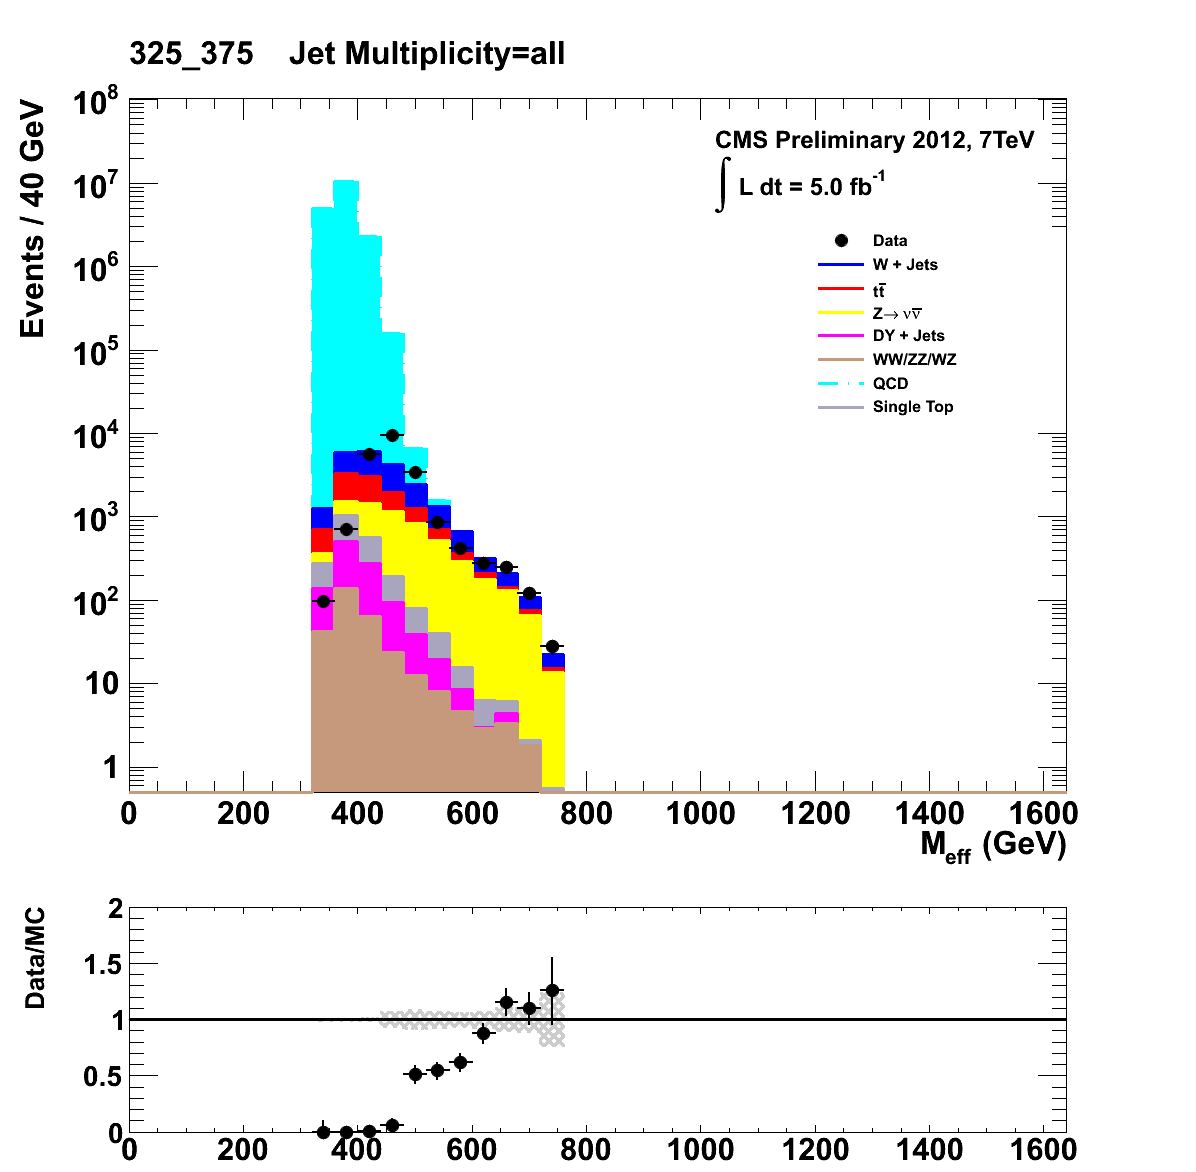 325_375 Jet Multiplicity=all
Events / 40 GeV
10^8
10^7
10^6
10^5
10^4
10^3
10^2
10
1
CMS Preliminary 2012, 7TeV
∫ L dt = 5.0 fb^-1
Data
W + Jets
tt̅
Z→ νν̅
DY + Jets
WW/ZZ/WZ
QCD
Single Top
0 200 400 600 800 1000 1200 1400 1600
M_eff (GeV)
Data/MC
2
1.5
1
0.5
0
0 200 400 600 800 1000 1200 1400 1600